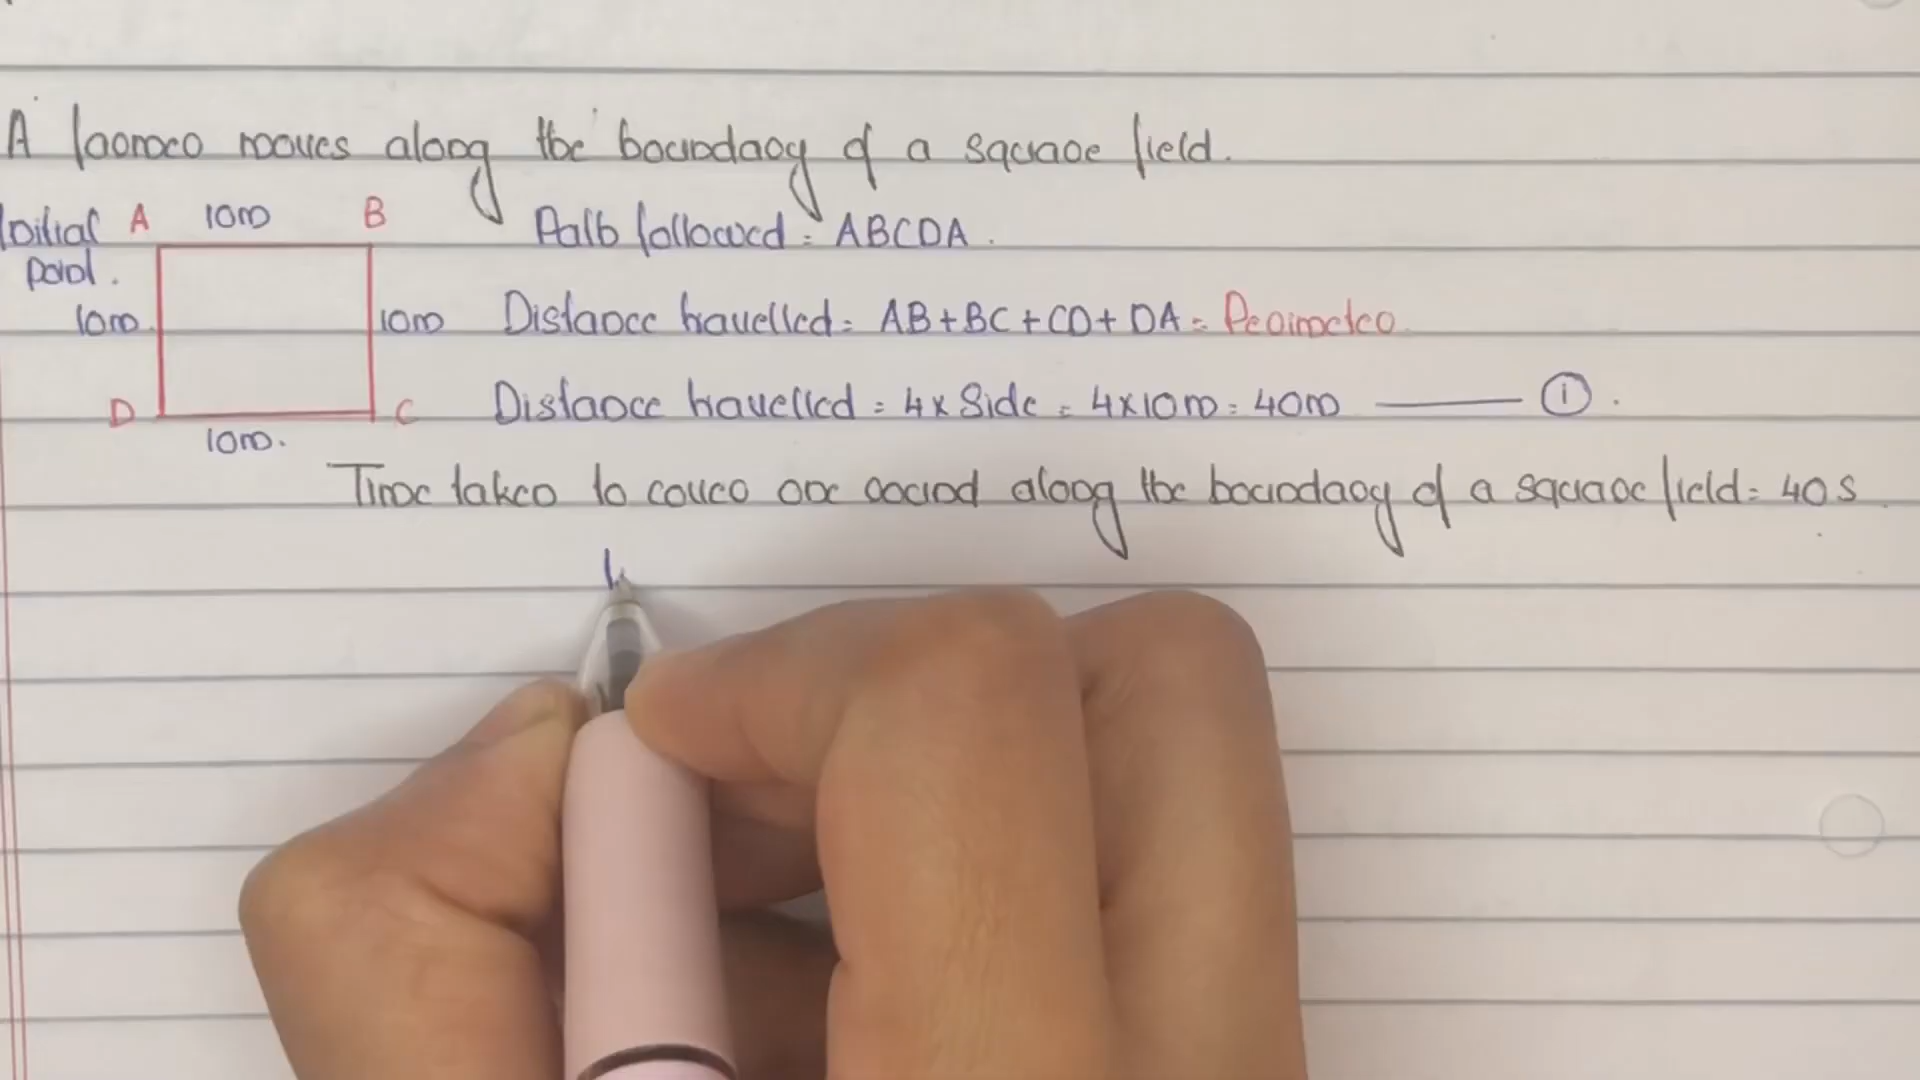 A farmer moves along the boundary of a square field.
Initial A 10m B Path followed = ABCDA.
point.
10m 10m Distance travelled = AB+BC+CD+DA = Perimeter
D C Distance travelled = 4 x Side = 4x10m = 40m ——— ①.
10m.
Time taken to cover one round along the boundary of a square field = 40s